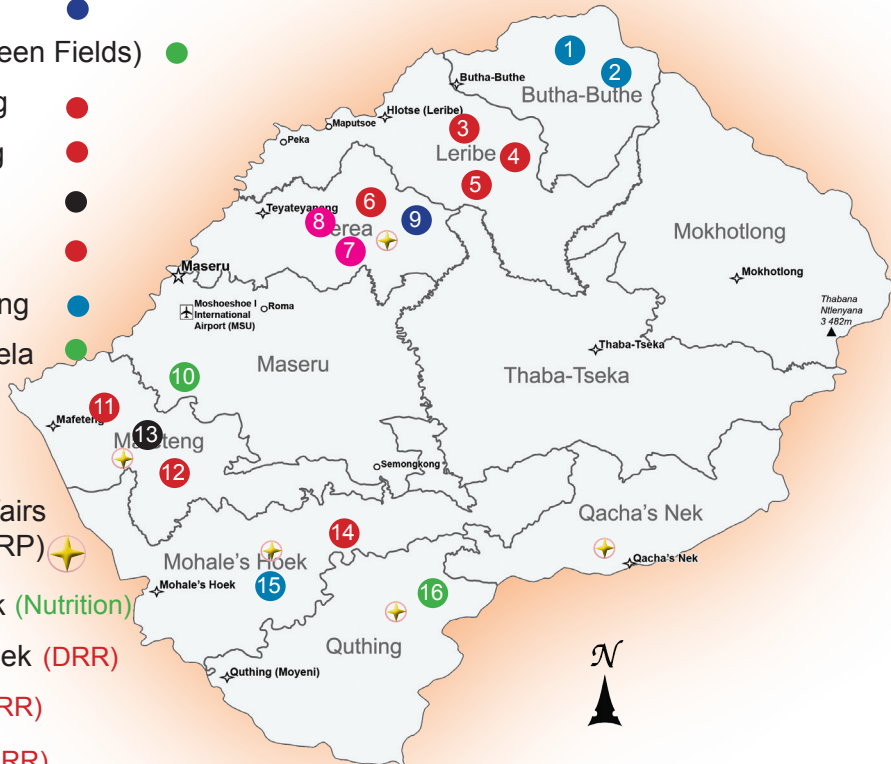 een Fields)
g
g
ng
ela
airs
RP)
k (Nutrition)
ek (DRR)
RR)
RR)
1
2
Butha-Buthe
Butha-Buthe
Hlotse (Leribe)
Maputsoe
Peka
3
Leribe
4
5
6
Teyateyaneng
8
9
erea
7
Mokhotlong
Mokhotlong
Maseru
Moshoeshoe I
International
Airport (MSU)
Roma
Thabana
Ntlenyana
3 482m
Thaba-Tseka
Maseru
Thaba-Tseka
10
11
Mafeteng
13
Mafeteng
12
Semongkong
Qacha's Nek
14
Mohale's Hoek
Qacha's Nek
Mohale's Hoek
15
16
Quthing
Quthing (Moyeni)
N